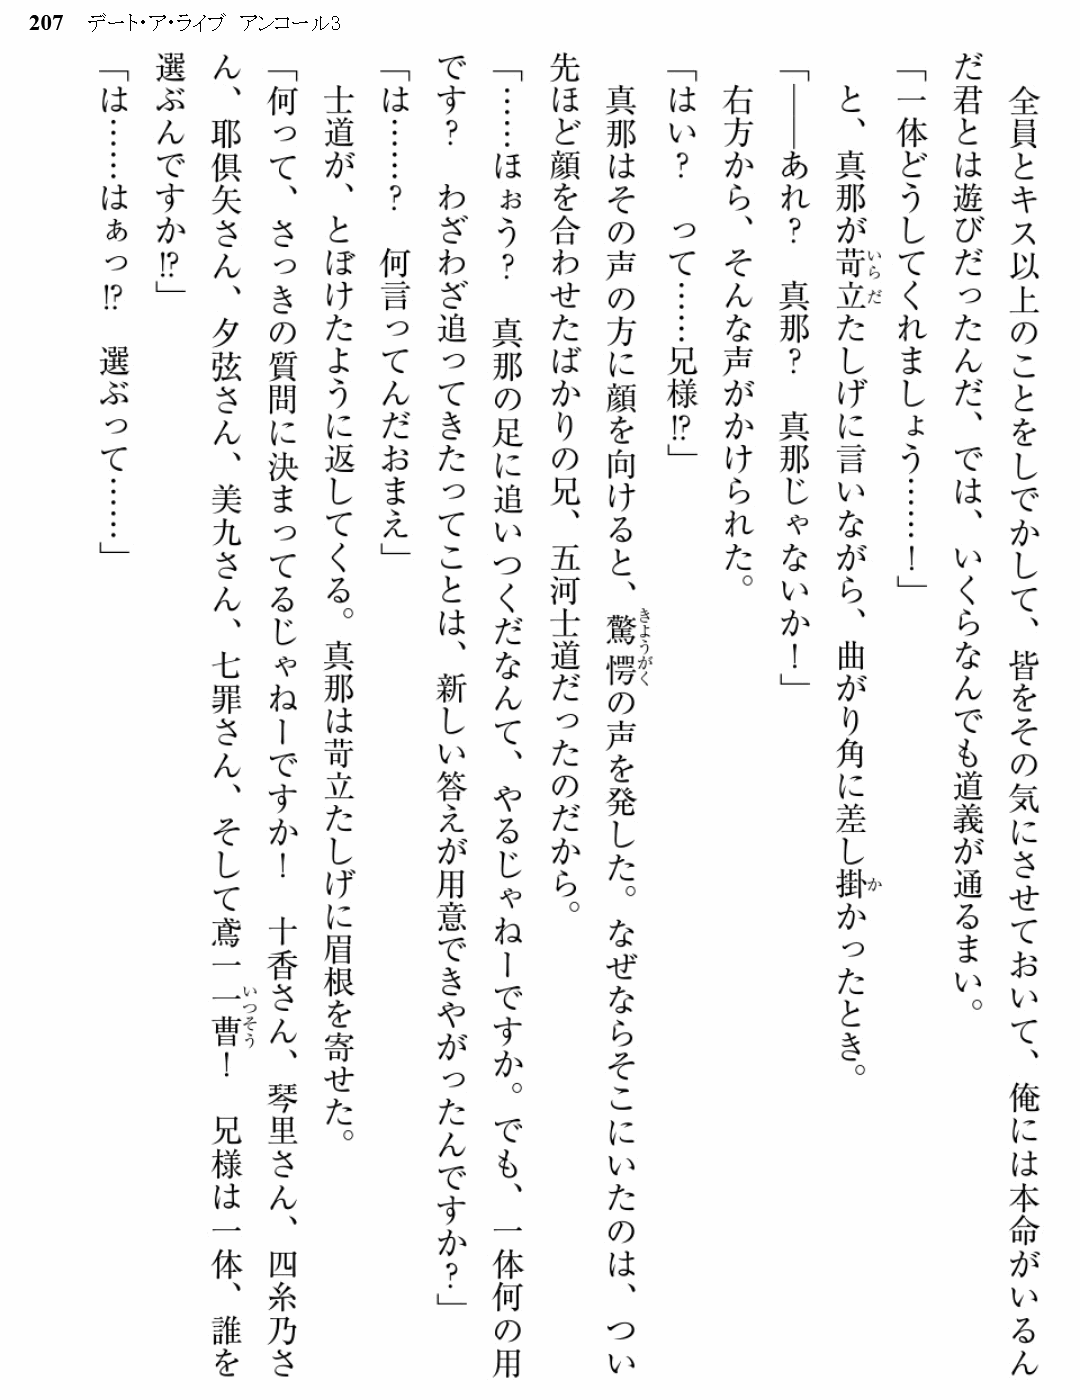 207 デート・ア・ライブ アンコール3
　全員とキス以上のことをしでかして、皆をその気にさせておいて、俺には本命がいるん
だ君とは遊びだったんだ、では、いくらなんでも道義が通るまい。
「一体どうしてくれましょう……！」
　と、真那が苛立たしげに言いながら、曲がり角に差し掛かったとき。
いらだ
か
「――あれ？　真那？　真那じゃないか！」
　右方から、そんな声がかけられた。
「はい？　って……兄様!?」
　真那はその声の方に顔を向けると、驚愕の声を発した。なぜならそこにいたのは、つい
きょうがく
先ほど顔を合わせたばかりの兄、五河士道だったのだから。
「……ほぉう？　真那の足に追いつくだなんて、やるじゃねーですか。でも、一体何の用
です？　わざわざ追ってきたってことは、新しい答えが用意できやがったんですか？」
「は……？　何言ってんだおまえ」
　士道が、とぼけたように返してくる。真那は苛立たしげに眉根を寄せた。
「何って、さっきの質問に決まってるじゃねーですか！　十香さん、琴里さん、四糸乃さ
ん、耶倶矢さん、夕弦さん、美九さん、七罪さん、そして鳶一一曹！　兄様は一体、誰を
いつそう
選ぶんですか!?」
「は……はぁっ!?　選ぶって……」